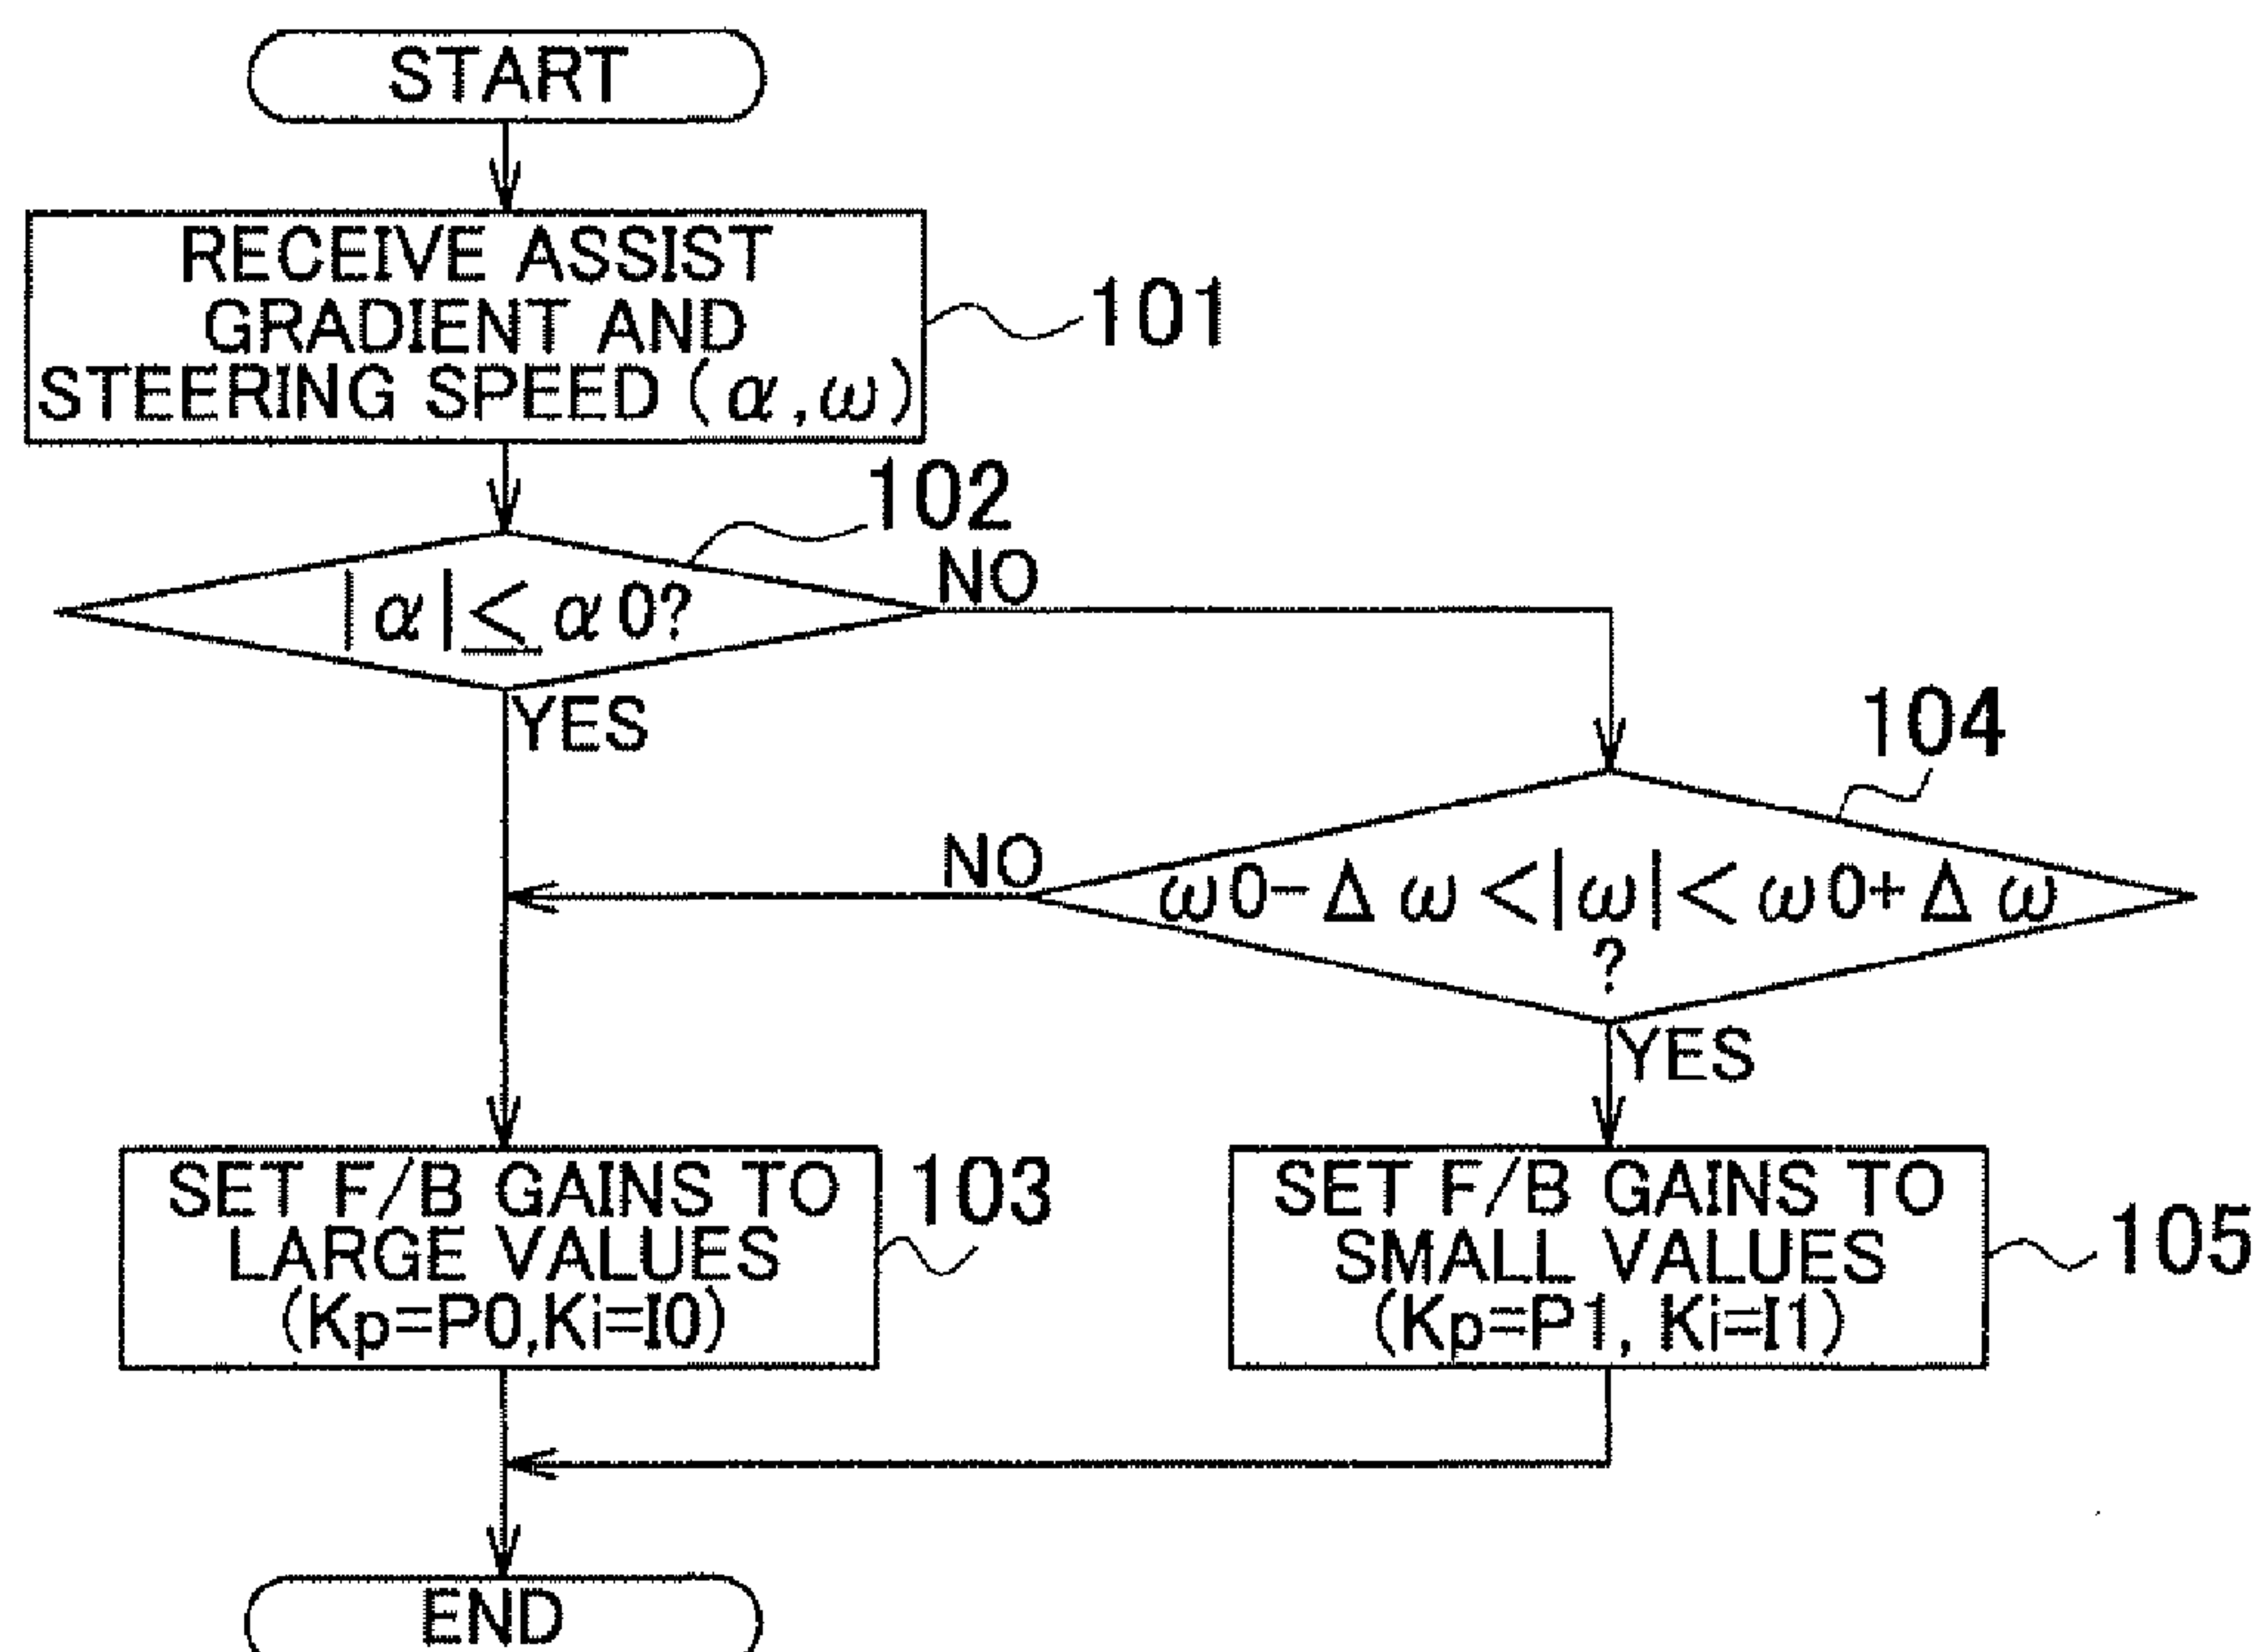 START
RECEIVE ASSIST
GRADIENT AND
STEERING SPEED (α,ω)
101
102
|α|≤α0?
NO
YES
104
NO
ω0-Δω<|ω|<ω0+Δω
?
YES
SET F/B GAINS TO
LARGE VALUES
(Kp=P0,Ki=I0)
103
SET F/B GAINS TO
SMALL VALUES
(Kp=P1, Ki=I1)
105
END